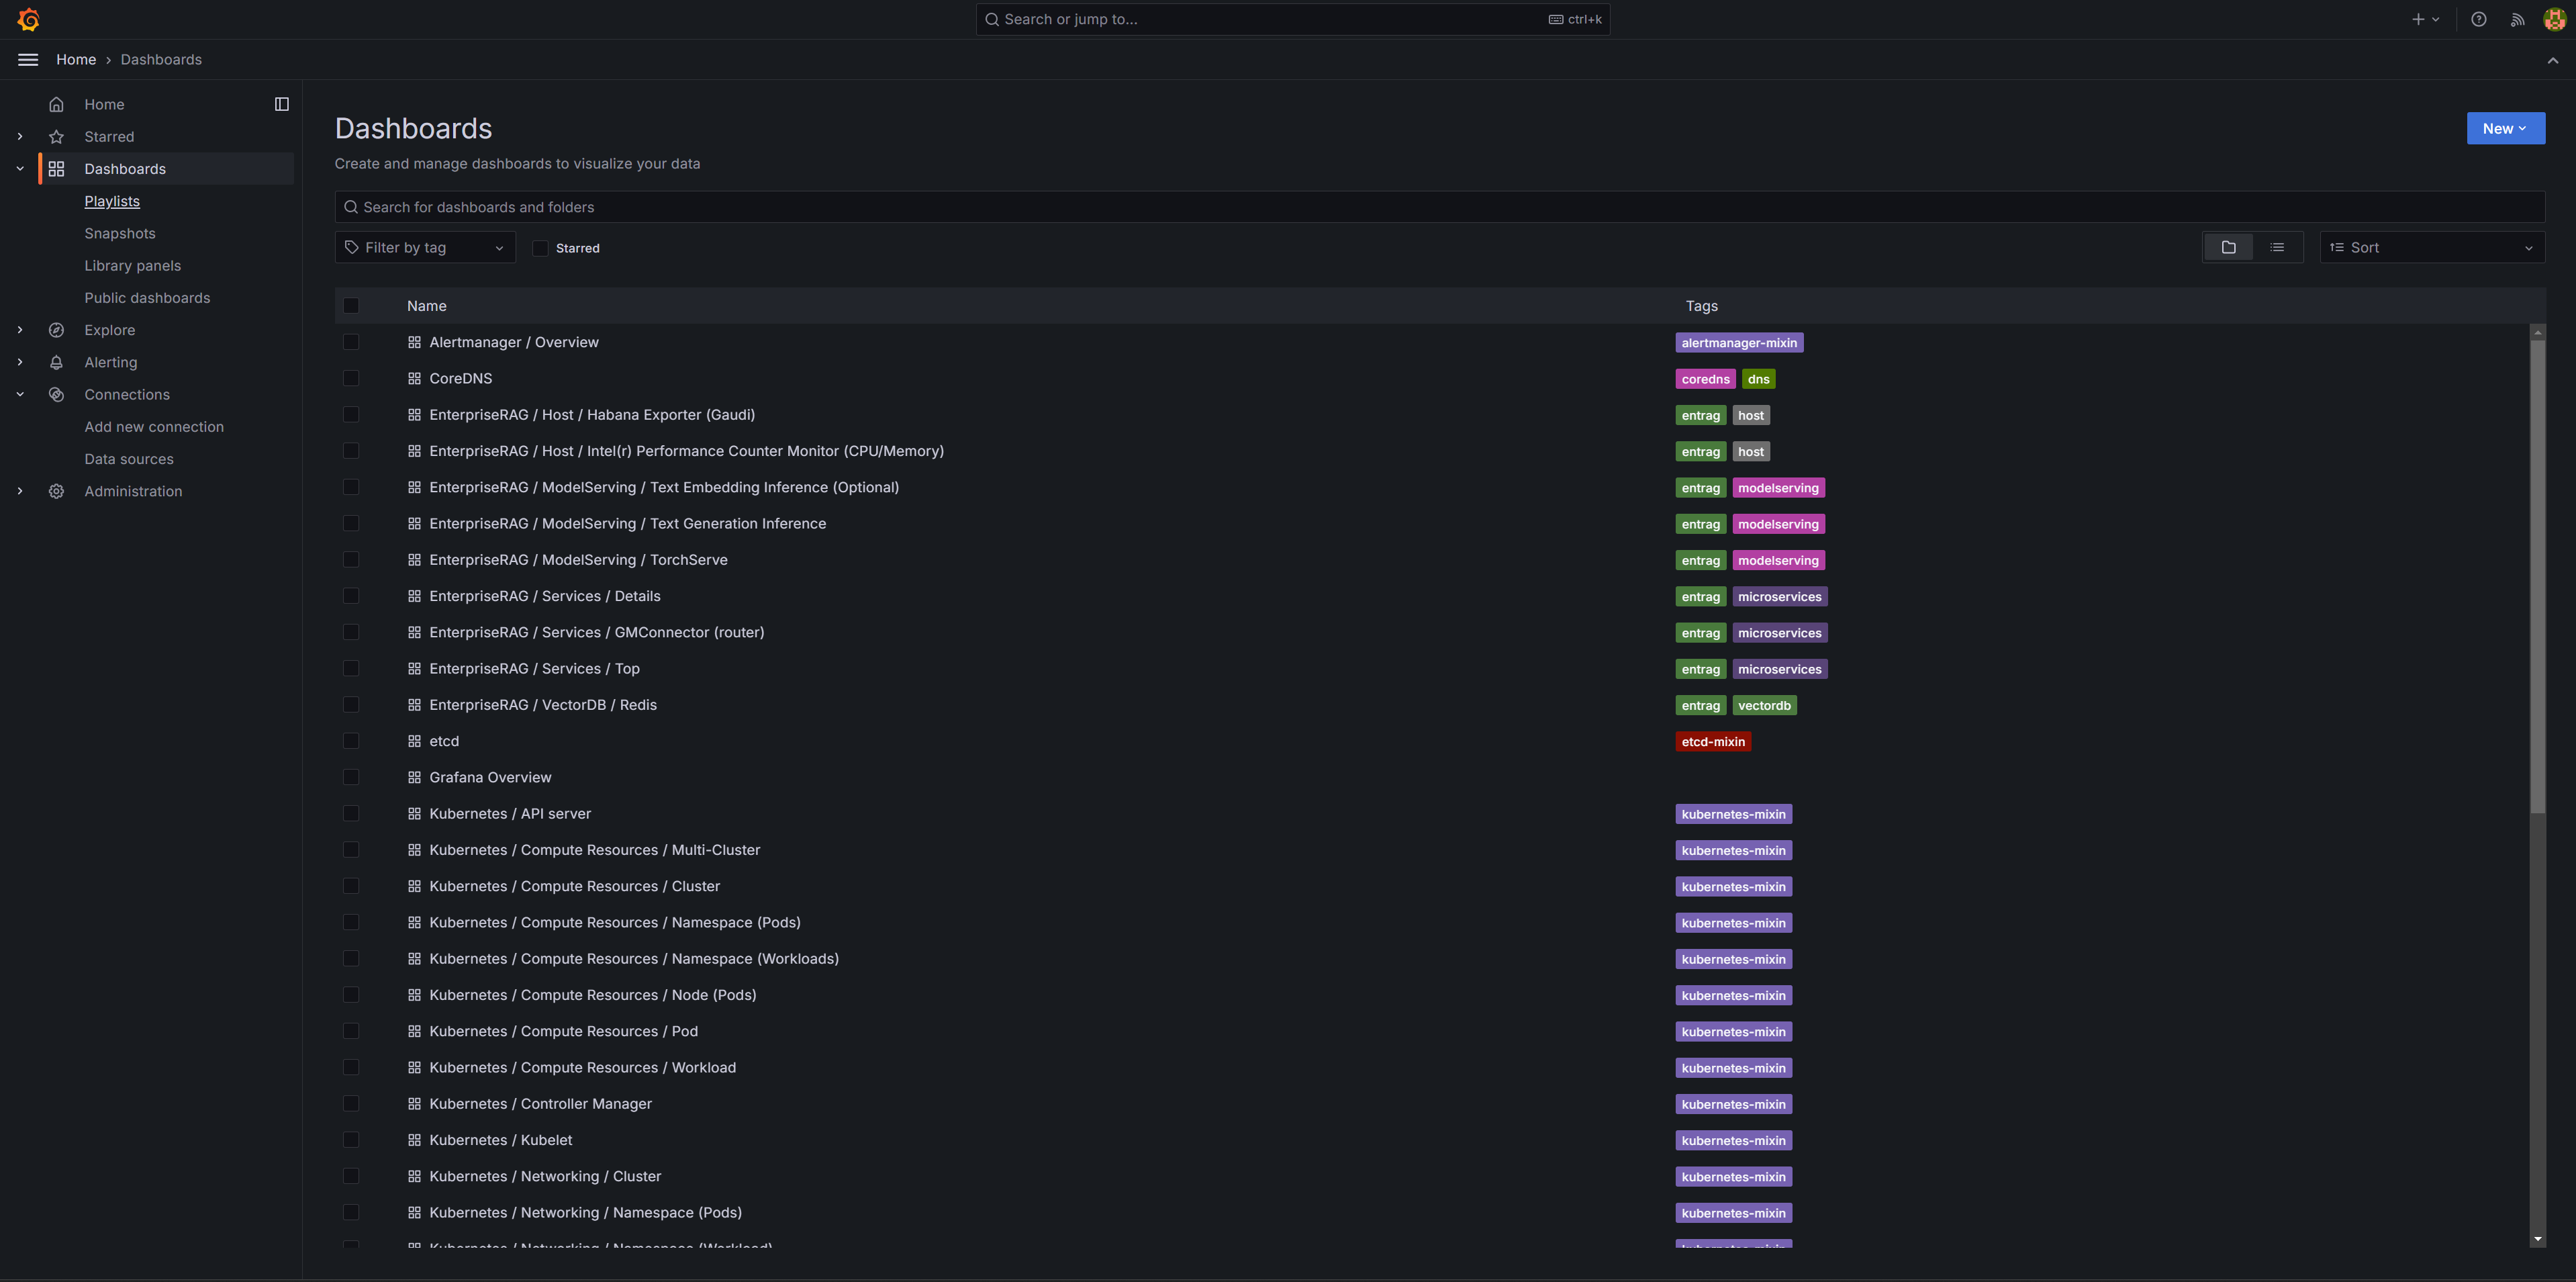 Search or jump to...
ctrl+k
Home › Dashboards
Home
Starred
Dashboards
Playlists
Snapshots
Library panels
Public dashboards
Explore
Alerting
Connections
Add new connection
Data sources
Administration
Dashboards
New
Create and manage dashboards to visualize your data
Search for dashboards and folders
Filter by tag
Starred
Sort
Name Tags
Alertmanager / Overview alertmanager-mixin
CoreDNS coredns dns
EnterpriseRAG / Host / Habana Exporter (Gaudi) entrag host
EnterpriseRAG / Host / Intel(r) Performance Counter Monitor (CPU/Memory) entrag host
EnterpriseRAG / ModelServing / Text Embedding Inference (Optional) entrag modelserving
EnterpriseRAG / ModelServing / Text Generation Inference entrag modelserving
EnterpriseRAG / ModelServing / TorchServe entrag modelserving
EnterpriseRAG / Services / Details entrag microservices
EnterpriseRAG / Services / GMConnector (router) entrag microservices
EnterpriseRAG / Services / Top entrag microservices
EnterpriseRAG / VectorDB / Redis entrag vectordb
etcd etcd-mixin
Grafana Overview
Kubernetes / API server kubernetes-mixin
Kubernetes / Compute Resources / Multi-Cluster kubernetes-mixin
Kubernetes / Compute Resources / Cluster kubernetes-mixin
Kubernetes / Compute Resources / Namespace (Pods) kubernetes-mixin
Kubernetes / Compute Resources / Namespace (Workloads) kubernetes-mixin
Kubernetes / Compute Resources / Node (Pods) kubernetes-mixin
Kubernetes / Compute Resources / Pod kubernetes-mixin
Kubernetes / Compute Resources / Workload kubernetes-mixin
Kubernetes / Controller Manager kubernetes-mixin
Kubernetes / Kubelet kubernetes-mixin
Kubernetes / Networking / Cluster kubernetes-mixin
Kubernetes / Networking / Namespace (Pods) kubernetes-mixin
Kubernetes / Networking / Namespace (Workload) kubernetes-mixin